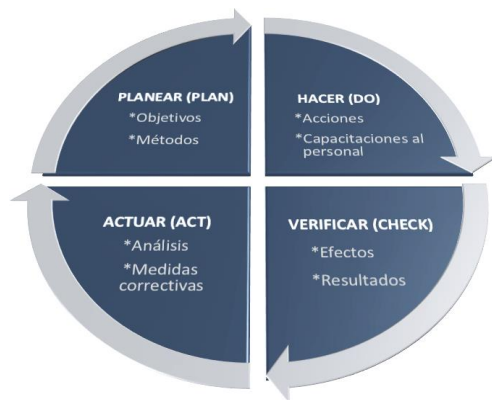 PLANEAR (PLAN)
*Objetivos
*Métodos
HACER (DO)
*Acciones
*Capacitaciones al
personal
ACTUAR (ACT)
*Análisis
*Medidas
correctivas
VERIFICAR (CHECK)
*Efectos
*Resultados